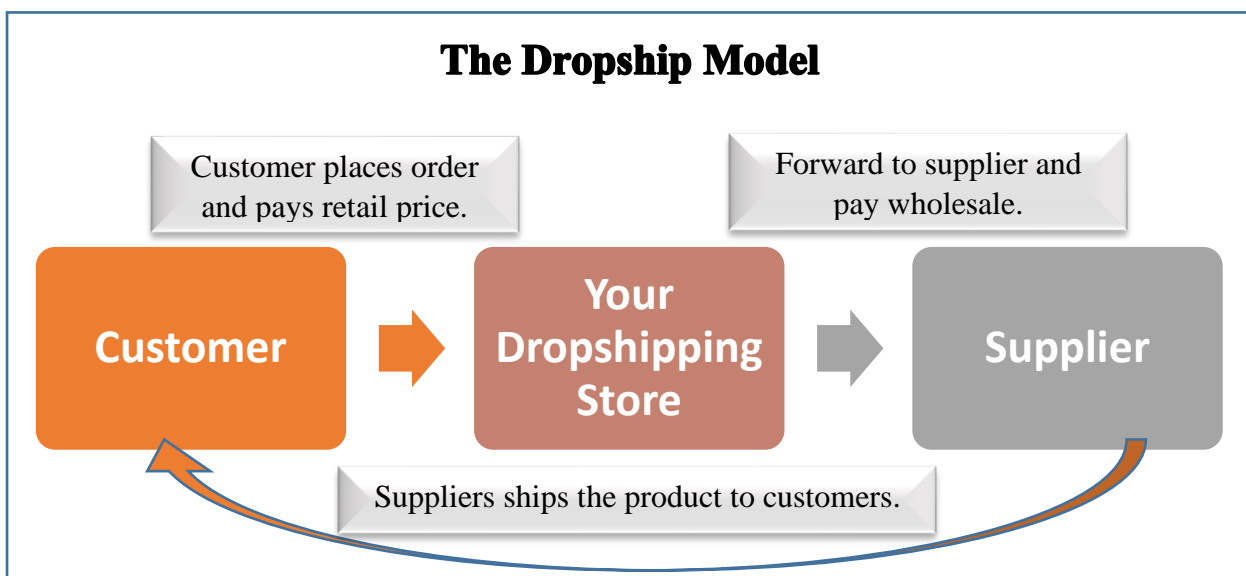 The Dropship Model
Customer places order
and pays retail price.
Forward to supplier and
pay wholesale.
Customer
Your
Dropshipping
Store
Supplier
Suppliers ships the product to customers.